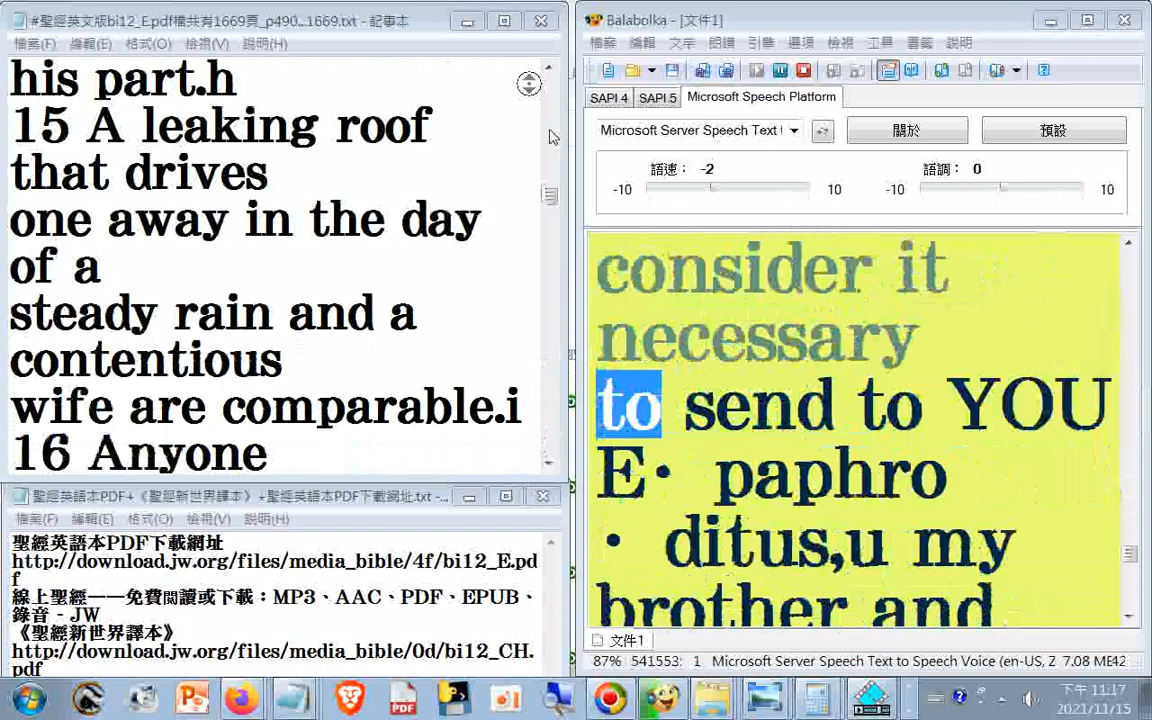 #聖經英文版bi12_E.pdf檔共有1669頁_p490...1669.txt - 記事本
檔案(F) 編輯(E) 格式(O) 檢視(V) 說明(H)
his part.h
15 A leaking roof
that drives
one away in the day
of a
steady rain and a
contentious
wife are comparable.i
16 Anyone
聖經英語本PDF+《聖經新世界譯本》+聖經英語本PDF下載網址.txt - ...
檔案(F) 編輯(E) 格式(O) 檢視(V) 說明(H)
聖經英語本PDF下載網址
http://download.jw.org/files/media_bible/4f/bi12_E.pd
f
線上聖經——免費閱讀或下載：MP3、AAC、PDF、EPUB、
錄音 - JW
《聖經新世界譯本》
http://download.jw.org/files/media_bible/0d/bi12_CH.
pdf
Balabolka - [文件1]
檔案 編輯 文字 朗讀 引擎 選項 檢視 工具 書籤 說明
SAPI 4 SAPI 5 Microsoft Speech Platform
Microsoft Server Speech Text t 關於 預設
語速： -2 語調： 0
-10 10 -10 10
consider it
necessary
to send to YOU
E· paphro
· ditus,u my
brother and
文件1
87% 541553: 1 Microsoft Server Speech Text to Speech Voice (en-US, Z 7.08 ME42
PDF
下午 11:17
2021/11/15